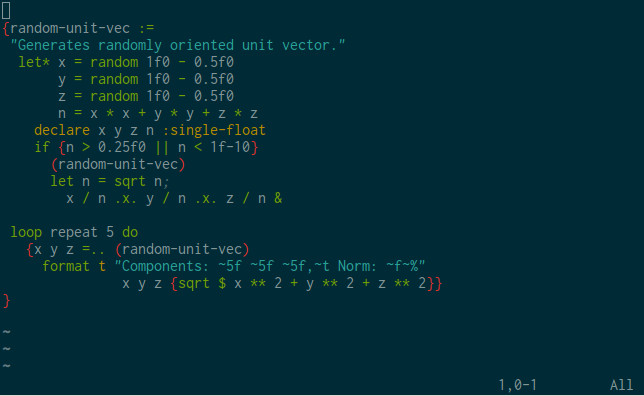 {random-unit-vec :=
 "Generates randomly oriented unit vector."
  let* x = random 1f0 - 0.5f0
       y = random 1f0 - 0.5f0
       z = random 1f0 - 0.5f0
       n = x * x + y * y + z * z
    declare x y z n :single-float
    if {n > 0.25f0 || n < 1f-10}
      (random-unit-vec)
      let n = sqrt n;
        x / n .x. y / n .x. z / n &

 loop repeat 5 do
   {x y z =.. (random-unit-vec)
     format t "Components: ~5f ~5f ~5f,~t Norm: ~f~%"
               x y z {sqrt $ x ** 2 + y ** 2 + z ** 2}}
}
~
~
~
1,0-1 All